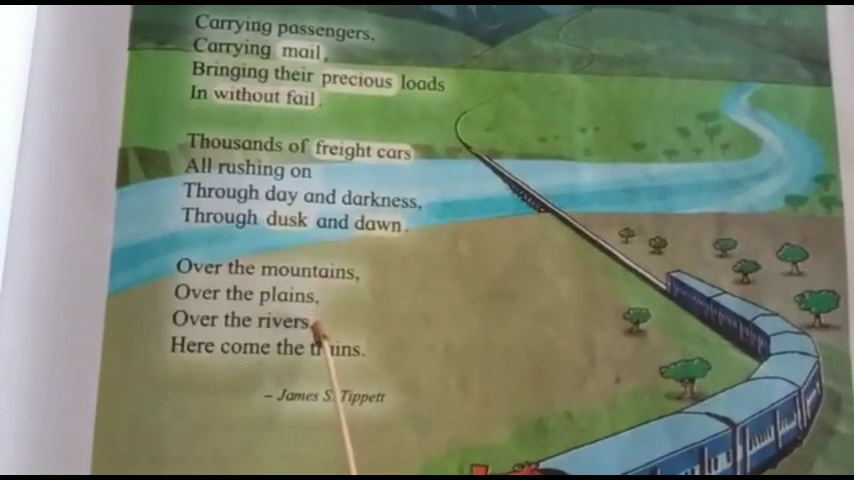 Carrying passengers,
Carrying mail,
Bringing their precious loads
In without fail.
Thousands of freight cars
All rushing on
Through day and darkness,
Through dusk and dawn.
Over the mountains,
Over the plains,
Over the rivers,
Here come the trains.
– James S. Tippett